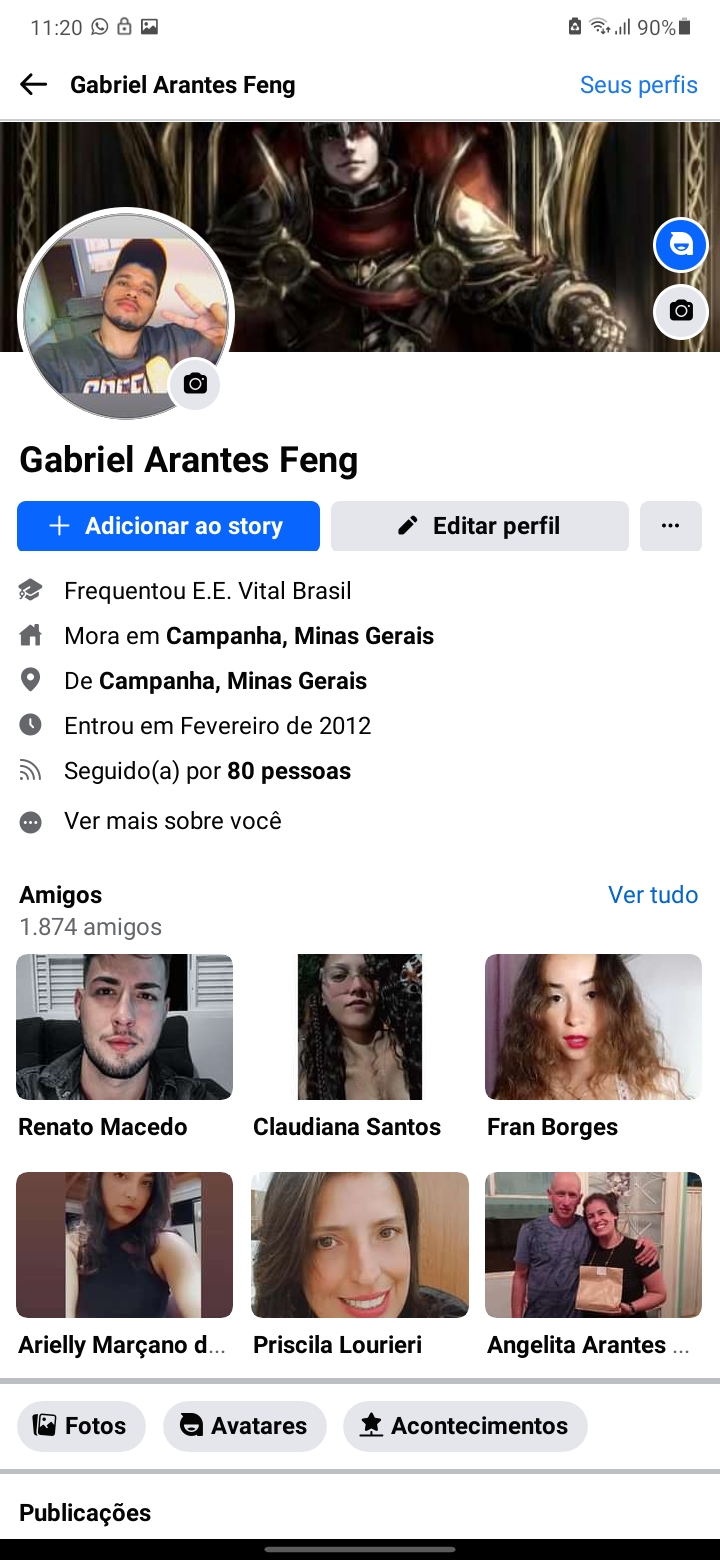 11:20 90%
Gabriel Arantes Feng Seus perfis
Gabriel Arantes Feng
Adicionar ao story Editar perfil
Frequentou E.E. Vital Brasil
Mora em Campanha, Minas Gerais
De Campanha, Minas Gerais
Entrou em Fevereiro de 2012
Seguido(a) por 80 pessoas
Ver mais sobre você
Amigos Ver tudo
1.874 amigos
Renato Macedo Claudiana Santos Fran Borges
Arielly Marçano d... Priscila Lourieri Angelita Arantes ...
Fotos Avatares Acontecimentos
Publicações